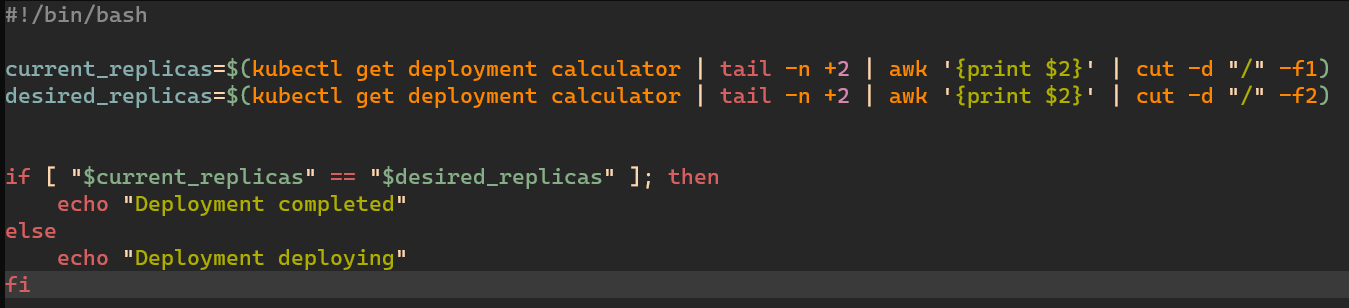 #!/bin/bash
current_replicas=$(kubectl get deployment calculator | tail -n +2 | awk '{print $2}' | cut -d "/" -f1)
desired_replicas=$(kubectl get deployment calculator | tail -n +2 | awk '{print $2}' | cut -d "/" -f2)
if [ "$current_replicas" == "$desired_replicas" ]; then
    echo "Deployment completed"
else
    echo "Deployment deploying"
fi